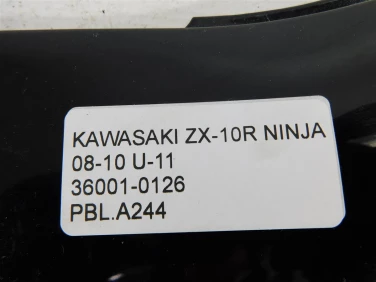 KAWASAKI ZX-10R NINJA
08-10 U-11
36001-0126
PBL.A244